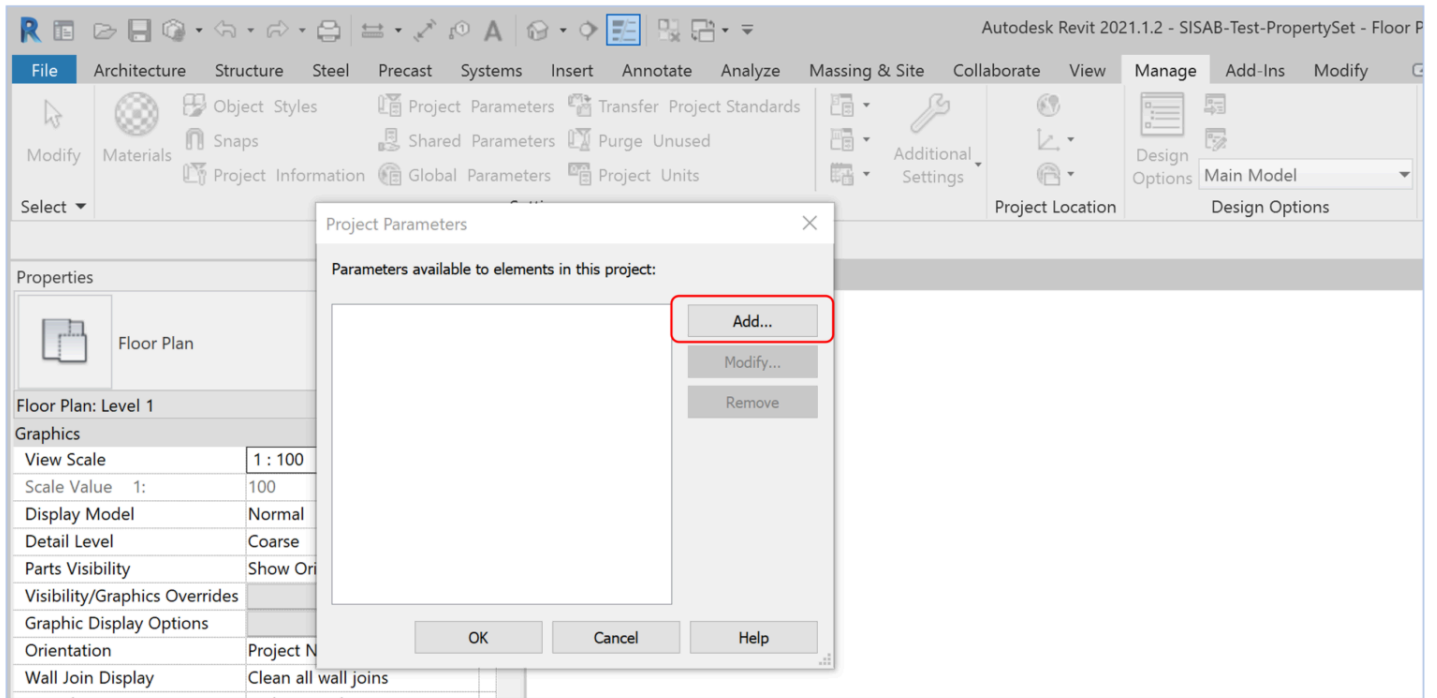 Autodesk Revit 2021.1.2 - SISAB-Test-PropertySet - Floor P
File Architecture Structure Steel Precast Systems Insert Annotate Analyze Massing & Site Collaborate View Manage Add-Ins Modify
Object Styles Project Parameters Transfer Project Standards
Snaps Shared Parameters Purge Unused
Modify Materials Additional Settings Design Options
Project Information Global Parameters Project Units Main Model
Select Project Location Design Options
Project Parameters
Parameters available to elements in this project:
Add...
Modify...
Remove
OK Cancel Help
Properties
Floor Plan
Floor Plan: Level 1
Graphics
View Scale 1 : 100
Scale Value 1: 100
Display Model Normal
Detail Level Coarse
Parts Visibility Show Ori
Visibility/Graphics Overrides
Graphic Display Options
Orientation Project N
Wall Join Display Clean all wall joins